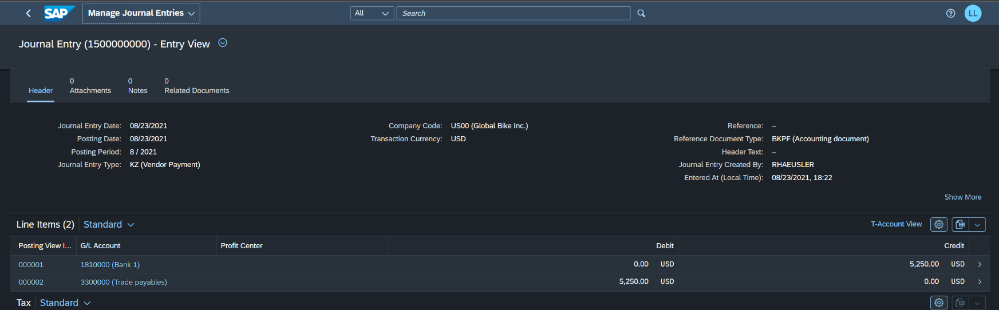 SAP Manage Journal Entries All Search LL
Journal Entry (1500000000) - Entry View
Header
0 Attachments
0 Notes
0 Related Documents
Journal Entry Date: 08/23/2021
Posting Date: 08/23/2021
Posting Period: 8 / 2021
Journal Entry Type: KZ (Vendor Payment)
Company Code: US00 (Global Bike Inc.)
Transaction Currency: USD
Reference: –
Reference Document Type: BKPF (Accounting document)
Header Text: –
Journal Entry Created By: RHAEUSLER
Entered At (Local Time): 08/23/2021, 18:22
Show More
Line Items (2) Standard T-Account View
Posting View I... G/L Account Profit Center Debit Credit
000001 1810000 (Bank 1) 0.00 USD 5,250.00 USD
000002 3300000 (Trade payables) 5,250.00 USD 0.00 USD
Tax Standard